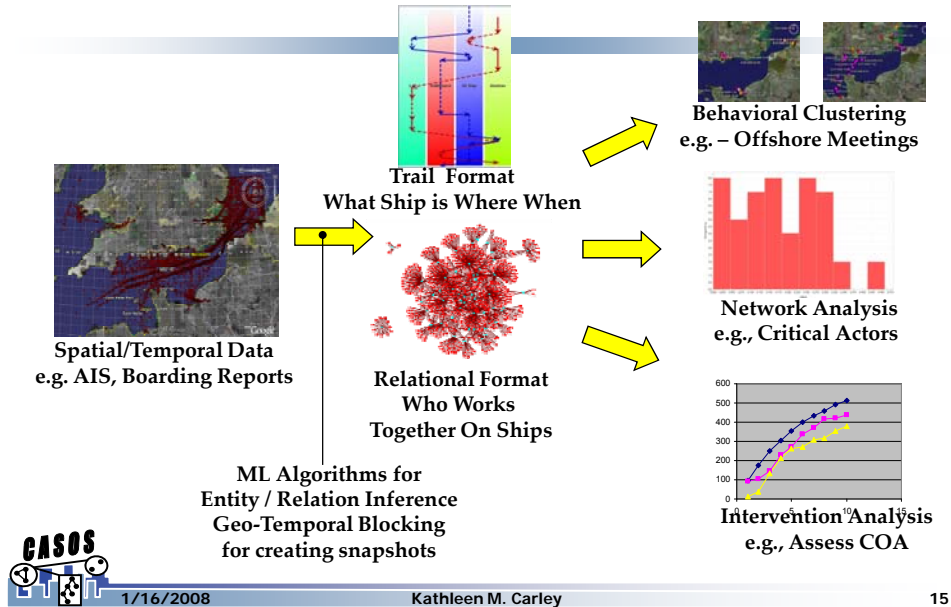 Trail Format
What Ship is Where When
Behavioral Clustering
e.g. – Offshore Meetings
Google
Spatial/Temporal Data
e.g. AIS, Boarding Reports
Relational Format
Who Works
Together On Ships
Network Analysis
e.g., Critical Actors
600
500
400
300
200
100
0
0
5
10
15
Intervention Analysis
e.g., Assess COA
ML Algorithms for
Entity / Relation Inference
Geo-Temporal Blocking
for creating snapshots
CASOS
1/16/2008
Kathleen M. Carley
15